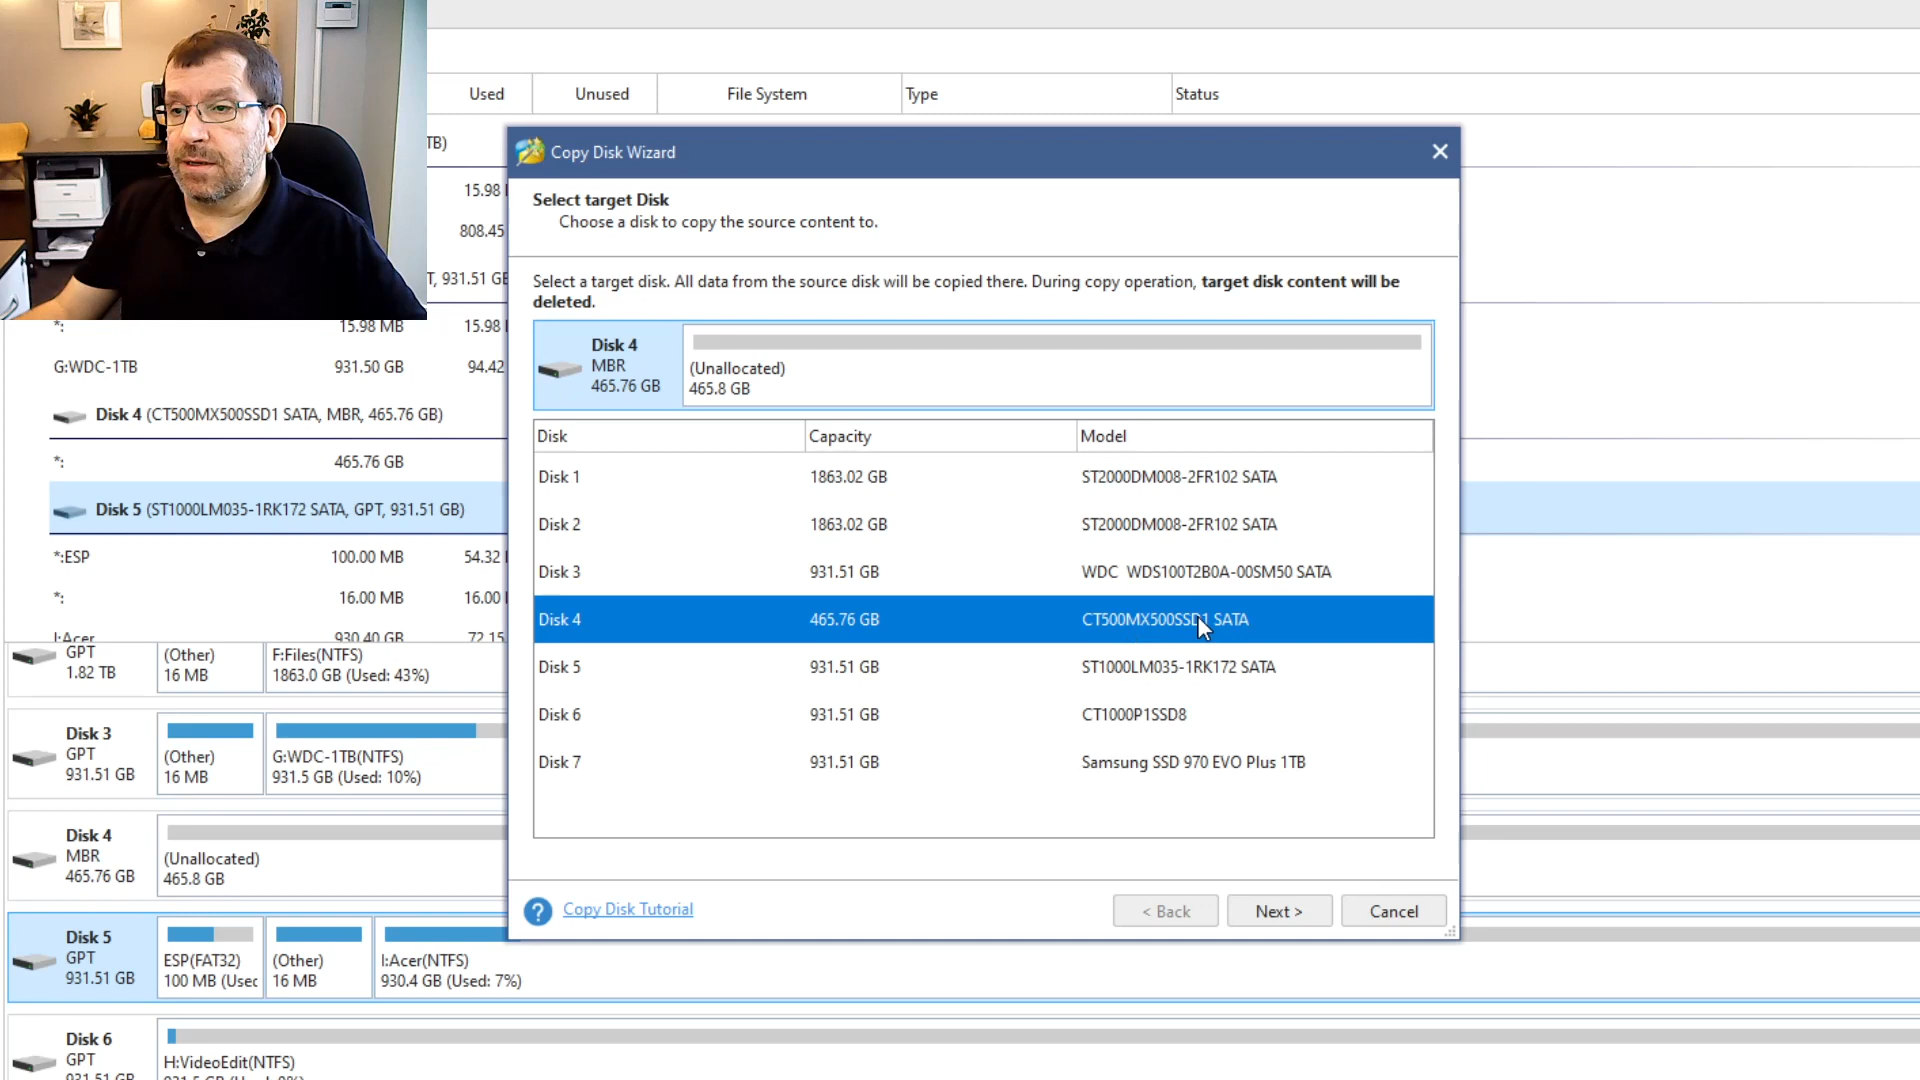 Used Unused File System Type Status
TB)
15.98
808.45
T, 931.51 GB
*: 15.98 MB 15.98
G:WDC-1TB 931.50 GB 94.42
Disk 4 (CT500MX500SSD1 SATA, MBR, 465.76 GB)
*: 465.76 GB
Disk 5 (ST1000LM035-1RK172 SATA, GPT, 931.51 GB)
*:ESP 100.00 MB 54.32
*: 16.00 MB 16.00
I:Acer 930.40 GB 72.15
GPT
1.82 TB
(Other)
16 MB
F:Files(NTFS)
1863.0 GB (Used: 43%)
Disk 3
GPT
931.51 GB
(Other)
16 MB
G:WDC-1TB(NTFS)
931.5 GB (Used: 10%)
Disk 4
MBR
465.76 GB
(Unallocated)
465.8 GB
Disk 5
GPT
931.51 GB
ESP(FAT32)
100 MB (Used
(Other)
16 MB
I:Acer(NTFS)
930.4 GB (Used: 7%)
Disk 6
GPT
931.51 GB
H:VideoEdit(NTFS)
Copy Disk Wizard
Select target Disk
Choose a disk to copy the source content to.
Select a target disk. All data from the source disk will be copied there. During copy operation, target disk content will be
deleted.
Disk 4
MBR
465.76 GB
(Unallocated)
465.8 GB
Disk Capacity Model
Disk 1 1863.02 GB ST2000DM008-2FR102 SATA
Disk 2 1863.02 GB ST2000DM008-2FR102 SATA
Disk 3 931.51 GB WDC WDS100T2B0A-00SM50 SATA
Disk 4 465.76 GB CT500MX500SSD1 SATA
Disk 5 931.51 GB ST1000LM035-1RK172 SATA
Disk 6 931.51 GB CT1000P1SSD8
Disk 7 931.51 GB Samsung SSD 970 EVO Plus 1TB
? Copy Disk Tutorial
< Back Next > Cancel